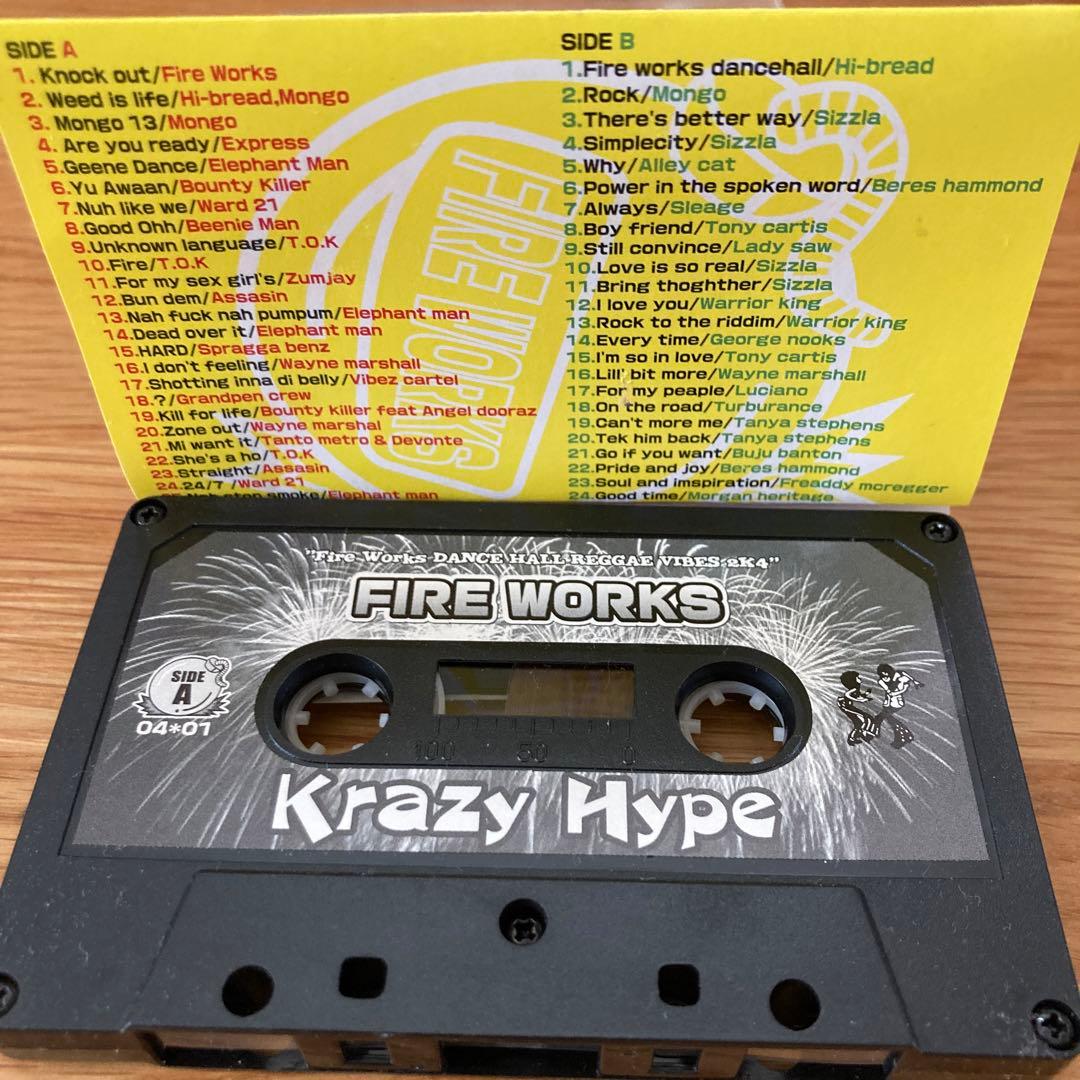 SIDE A
1. Knock out/Fire Works
2. Weed is life/Hi-bread,Mongo
3. Mongo 13/Mongo
4. Are you ready/Express
5.Geene Dance/Elephant Man
6.Yu Awaan/Bounty Killer
7.Nuh like we/Ward 21
8.Good Ohh/Beenie Man
9.Unknown language/T.O.K
10.Fire/T.O.K
11.For my sex girl's/Zumjay
12.Bun dem/Assasin
13.Nah fuck nah pumpum/Elephant man
14.Dead over it/Elephant man
15.HARD/Spragga benz
16.I don't feeling/Wayne marshall
17.Shotting inna di belly/Vibez cartel
18.?/Grandpen crew
19.Kill for life/Bounty killer feat Angel dooraz
20.Zone out/Wayne marshal
21.Mi want it/Tanto metro & Devonte
22.She's a ho/T.O.K
23.Straight/Assasin
24.24/7/Ward 21
stop smoke/Elephant man
SIDE B
1.Fire works dancehall/Hi-bread
2.Rock/Mongo
3.There's better way/Sizzla
4.Simplecity/Sizzla
5.Why/Alley cat
6.Power in the spoken word/Beres hammond
7.Always/Sleage
8.Boy friend/Tony cartis
9.Still convince/Lady saw
10.Love is so real/Sizzla
11.Bring thoghther/Sizzla
12.I love you/Warrior king
13.Rock to the riddim/Warrior king
14.Every time/George nooks
15.I'm so in love/Tony cartis
16.Lill' bit more/Wayne marshall
17.For my peaple/Luciano
18.On the road/Turburance
19.Can't more me/Tanya stephens
20.Tek him back/Tanya stephens
21.Go if you want/Buju banton
22.Pride and joy/Beres hammond
23.Soul and imspiration/Freaddy mcregger
24.Good time/Morgan heritage
FIRE WORKS
"Fire Works DANCE HALL REGGAE VIBES 2K4"
FIRE WORKS
SIDE
A
04*01
100 50 0
Krazy Hype